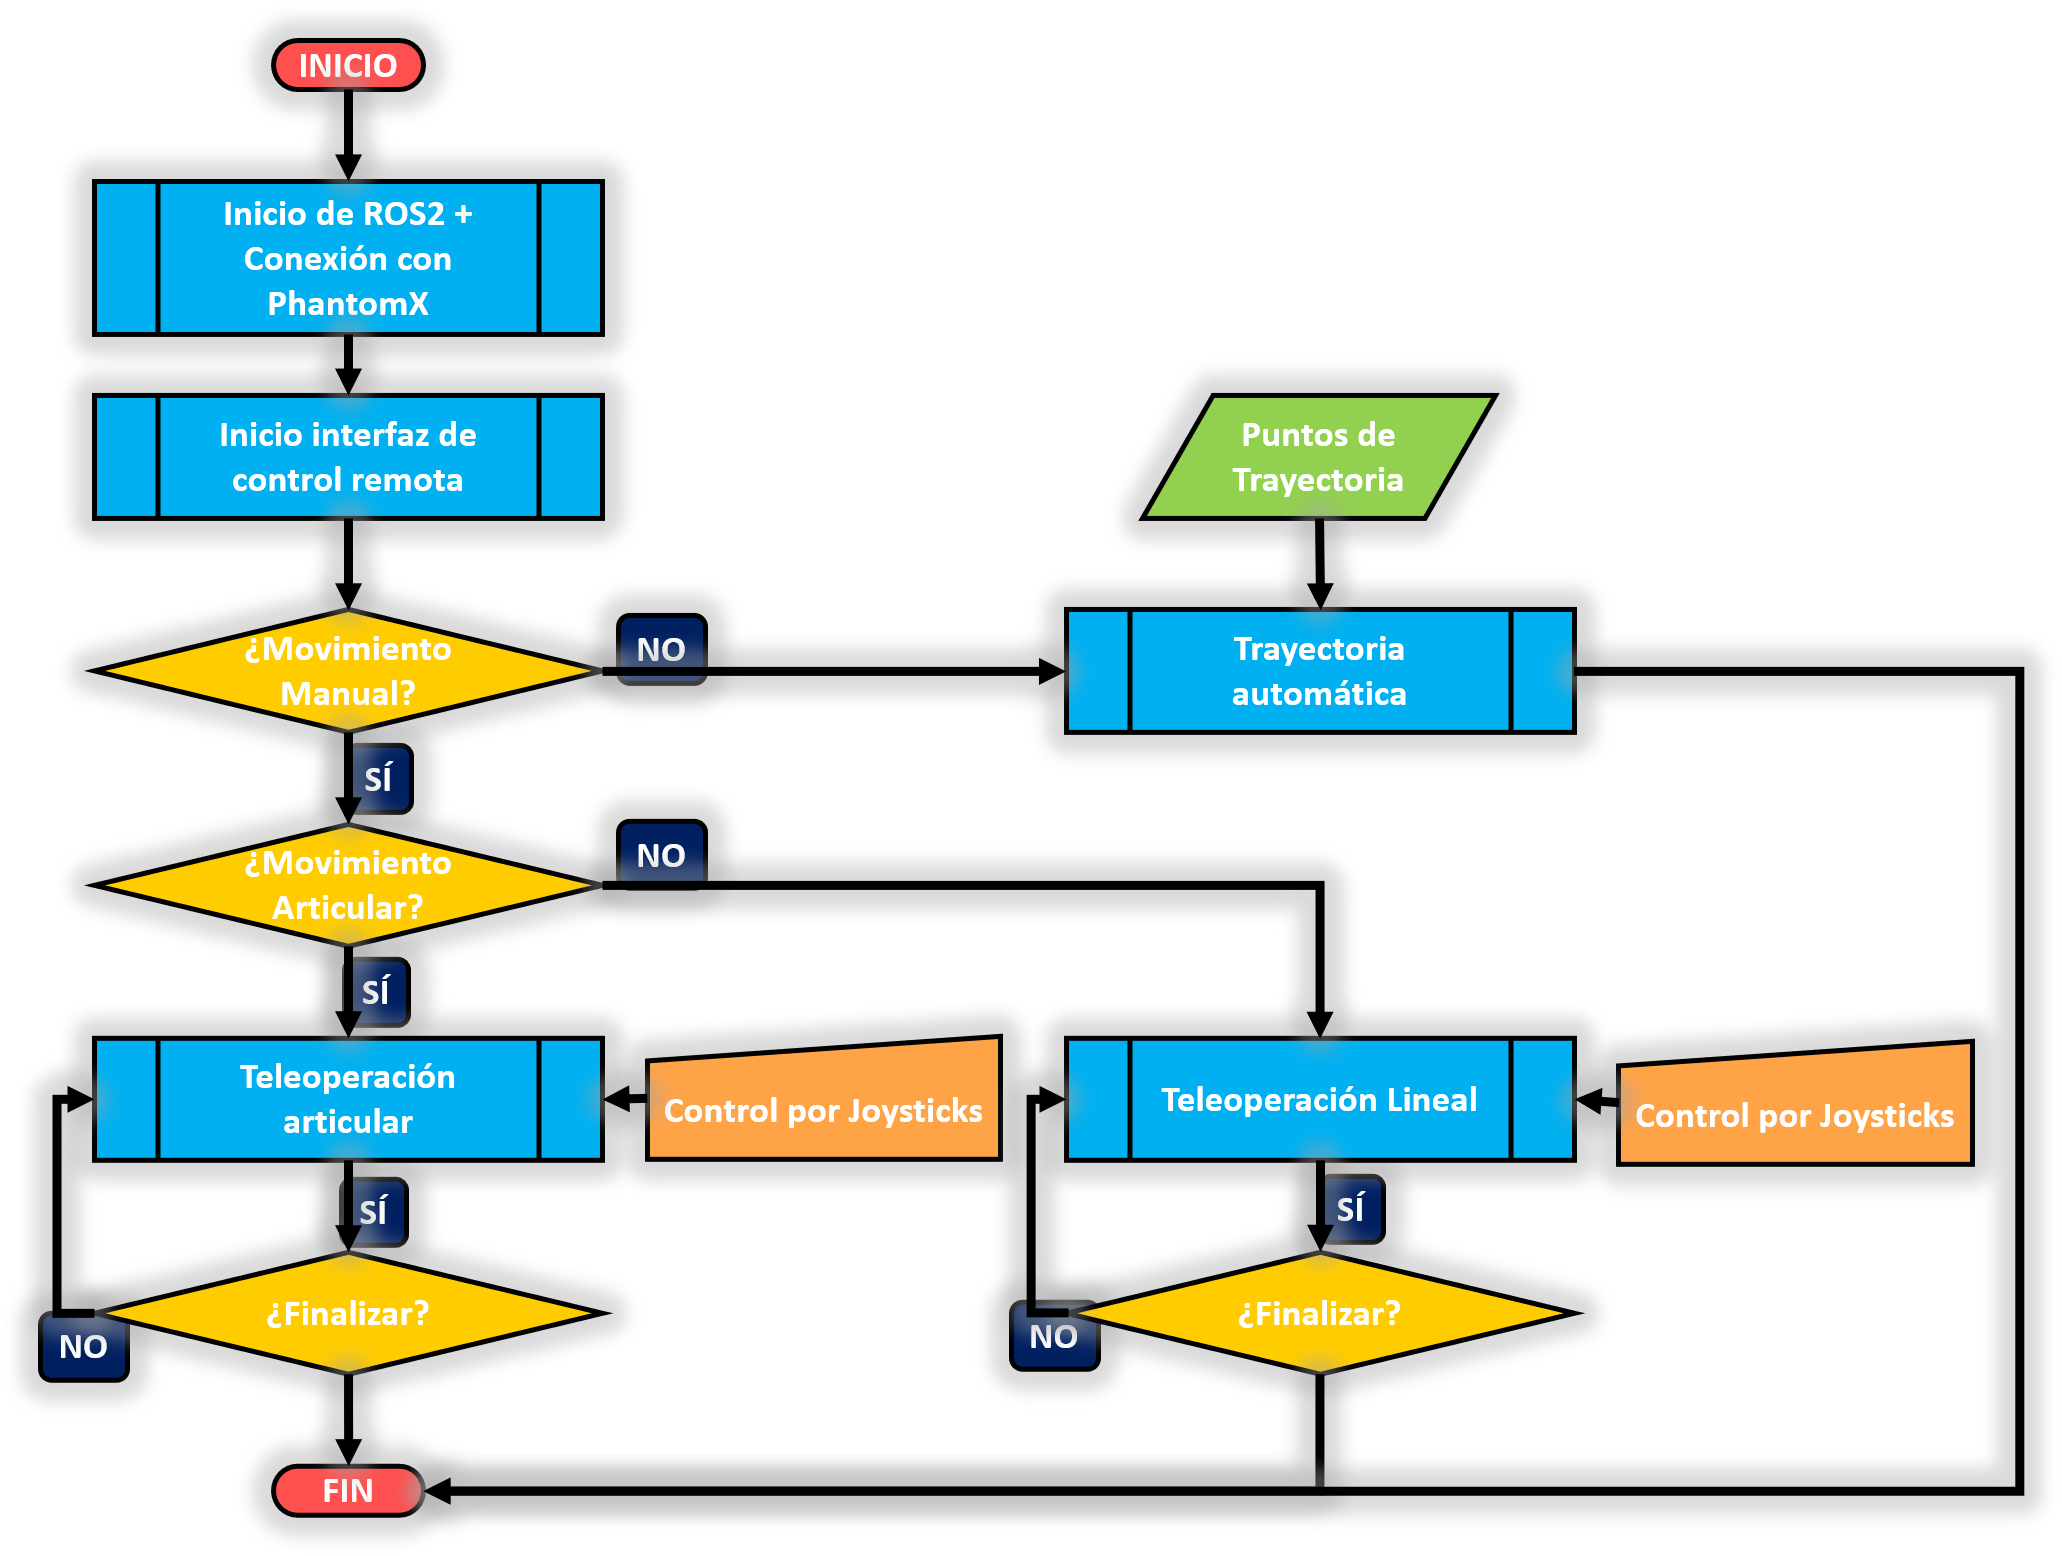 INICIO
Inicio de ROS2 +
Conexión con
PhantomX
Inicio interfaz de
control remota
Puntos de
Trayectoria
¿Movimiento
Manual?
NO
Trayectoria
automática
SÍ
¿Movimiento
Articular?
NO
SÍ
Teleoperación
articular
Control por Joysticks
Teleoperación Lineal
Control por Joysticks
SÍ
SÍ
¿Finalizar?
NO
¿Finalizar?
NO
FIN